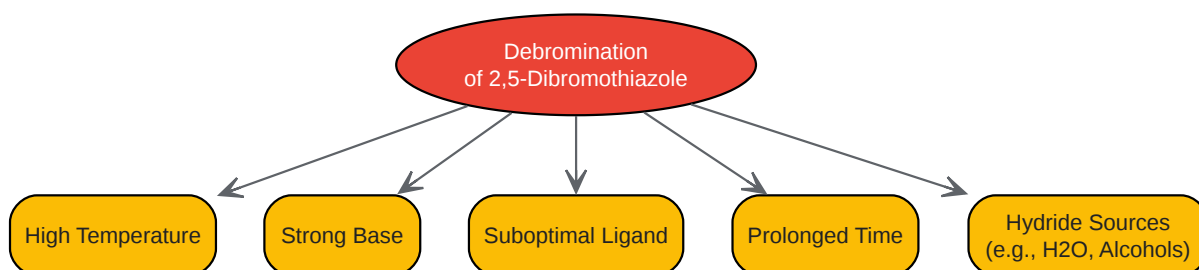 Debromination
of 2,5-Dibromothiazole
High Temperature
Strong Base
Suboptimal Ligand
Prolonged Time
Hydride Sources
(e.g., H2O, Alcohols)